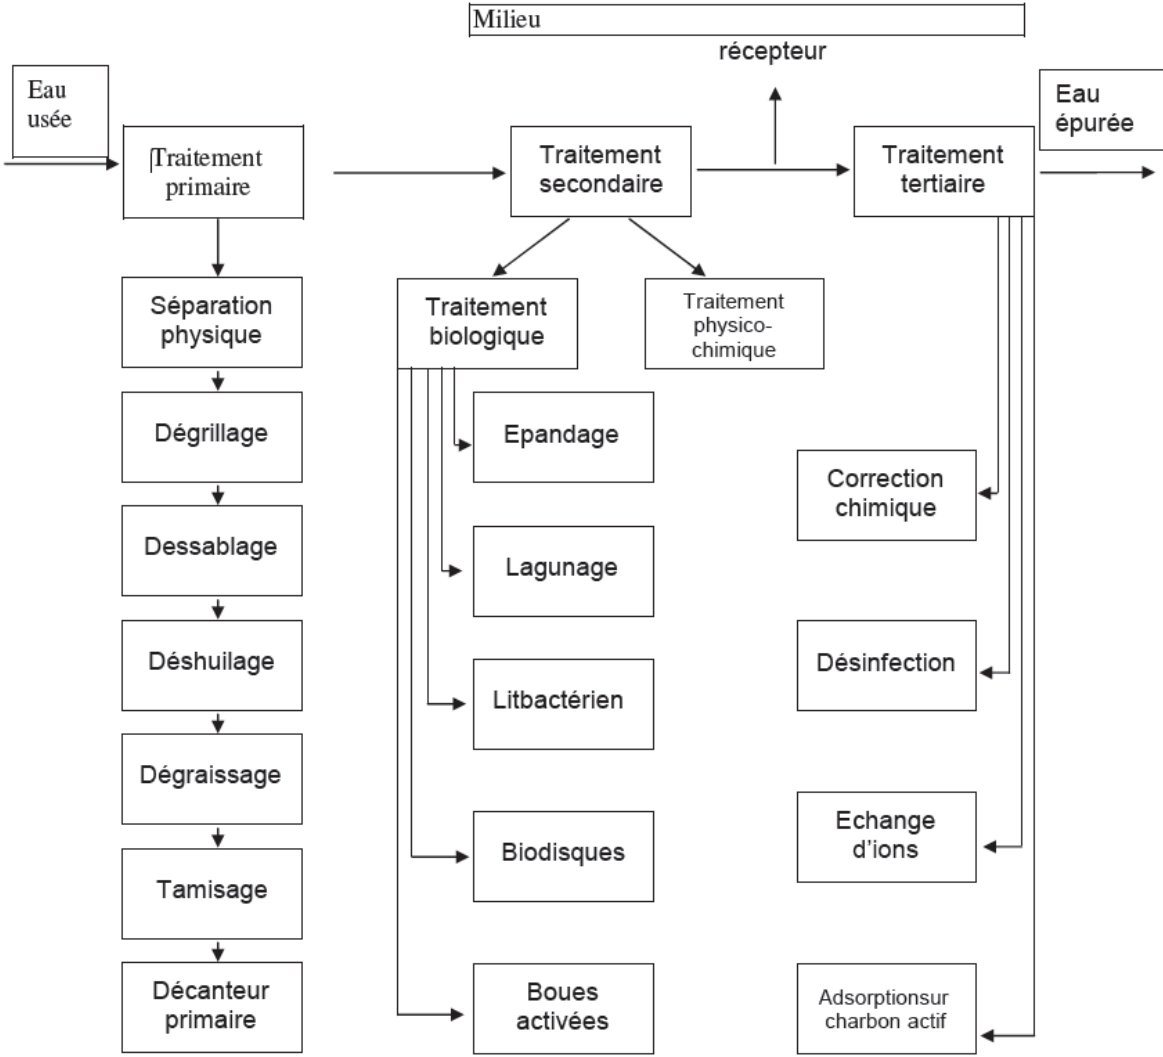 Milieu
récepteur
Eau
usée
Traitement
primaire
Traitement
secondaire
Traitement
tertiaire
Eau
épurée
Séparation
physique
Dégrillage
Dessablage
Déshuilage
Dégraissage
Tamisage
Décanteur
primaire
Traitement
biologique
Traitement
physico-
chimique
Epandage
Lagunage
Litbactérien
Biodisques
Boues
activées
Correction
chimique
Désinfection
Echange
d’ions
Adsorptionsur
charbon actif